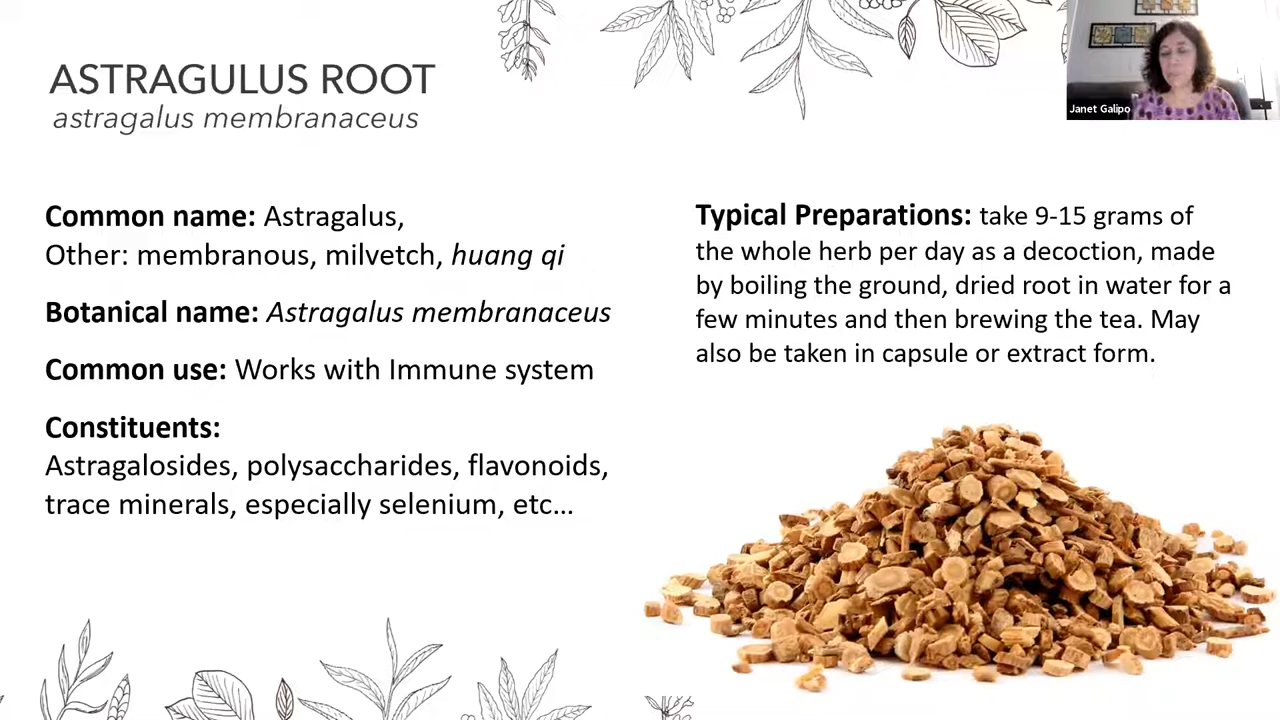 ASTRAGULUS ROOT
astragalus membranaceus
Janet Galipo
Common name: Astragalus,
Other: membranous, milvetch, huang qi
Botanical name: Astragalus membranaceus
Common use: Works with Immune system
Constituents:
Astragalosides, polysaccharides, flavonoids,
trace minerals, especially selenium, etc...
Typical Preparations: take 9-15 grams of
the whole herb per day as a decoction, made
by boiling the ground, dried root in water for a
few minutes and then brewing the tea. May
also be taken in capsule or extract form.